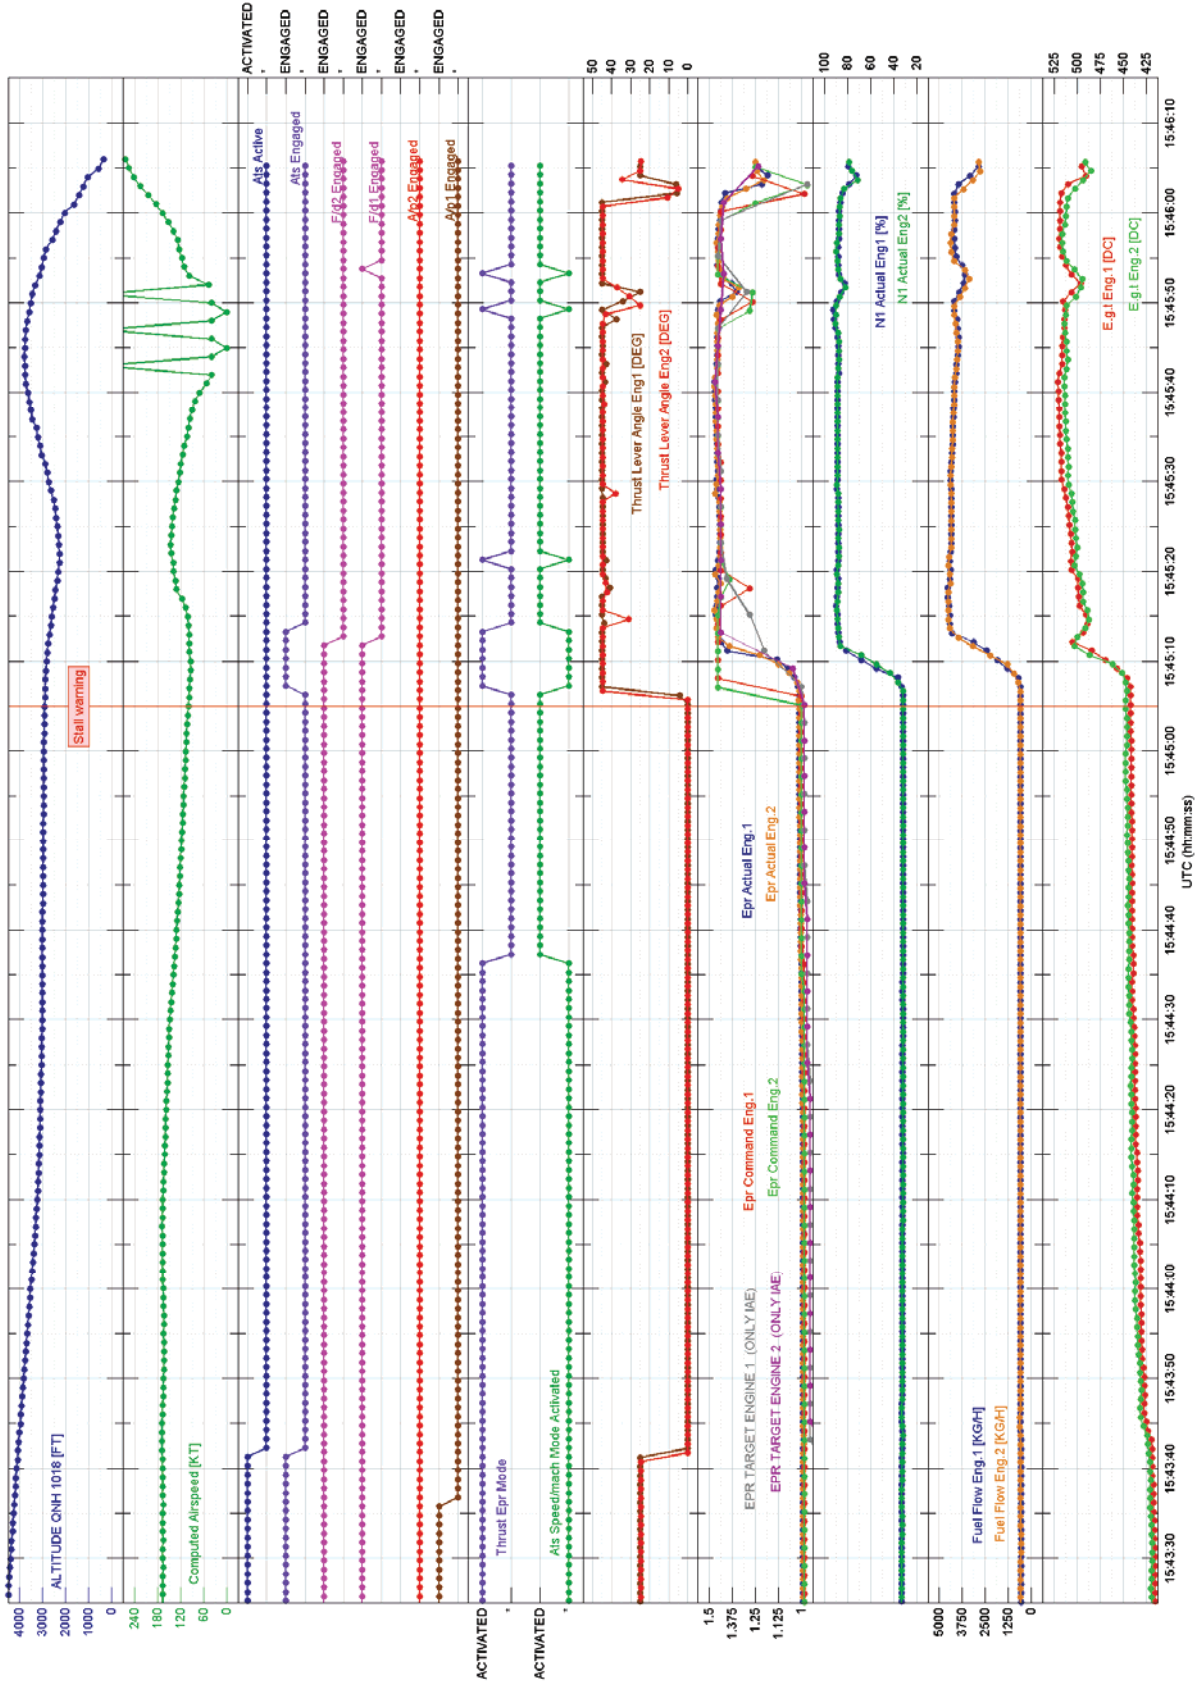 ACTIVATED
ENGAGED
ENGAGED
ENGAGED
ENGAGED
ENGAGED
50
40
30
20
10
0
100
80
60
40
20
525
500
475
450
425
Stall warning
ALTITUDE QNH 1018 [FT]
Computed Airspeed [KT]
Ats Active
Ats Engaged
F/d2 Engaged
F/d1 Engaged
A/p2 Engaged
A/p1 Engaged
Thrust Epr Mode
Ats Speed/mach Mode Activated
Thrust Lever Angle Eng1 [DEG]
Thrust Lever Angle Eng2 [DEG]
Epr Actual Eng.1
Epr Actual Eng.2
Epr Command Eng.1
Epr Command Eng.2
EPR TARGET ENGINE 1 (ONLY IAE)
EPR TARGET ENGINE 2 (ONLY IAE)
N1 Actual Eng1 [%]
N1 Actual Eng2 [%]
Fuel Flow Eng.1 [KG/H]
Fuel Flow Eng.2 [KG/H]
E.g.t Eng.1 [DC]
E.g.t Eng.2 [DC]
4000
3000
2000
1000
0
240
180
120
60
0
ACTIVATED
ACTIVATED
1.5
1.375
1.25
1.125
1
5000
3750
2500
1250
0
15:43:30
15:43:40
15:43:50
15:44:00
15:44:10
15:44:20
15:44:30
15:44:40
15:44:50
15:45:00
15:45:10
15:45:20
15:45:30
15:45:40
15:45:50
15:46:00
15:46:10
UTC (hh:mm:ss)